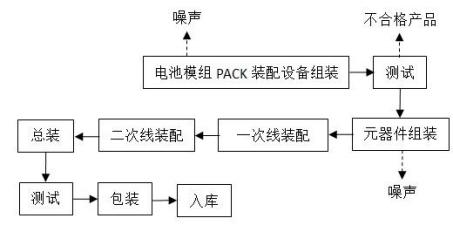 噪声
不合格产品
电池模组 PACK 装配设备组装
测试
总装
二次线装配
一次线装配
元器件组装
测试
包装
入库
噪声